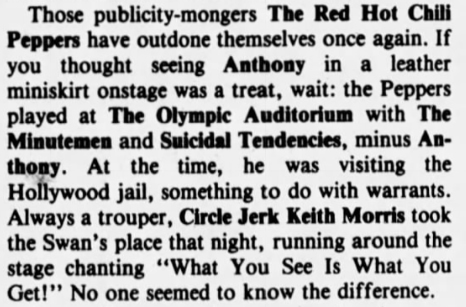 Those publicity-mongers The Red Hot Chili
Peppers have outdone themselves once again. If
you thought seeing Anthony in a leather
miniskirt onstage was a treat, wait: the Peppers
played at The Olympic Auditorium with The
Minutemen and Suicidal Tendencies, minus An-
thony. At the time, he was visiting the
Hollywood jail, something to do with warrants.
Always a trouper, Circle Jerk Keith Morris took
the Swan's place that night, running around the
stage chanting "What You See Is What You
Get!" No one seemed to know the difference.